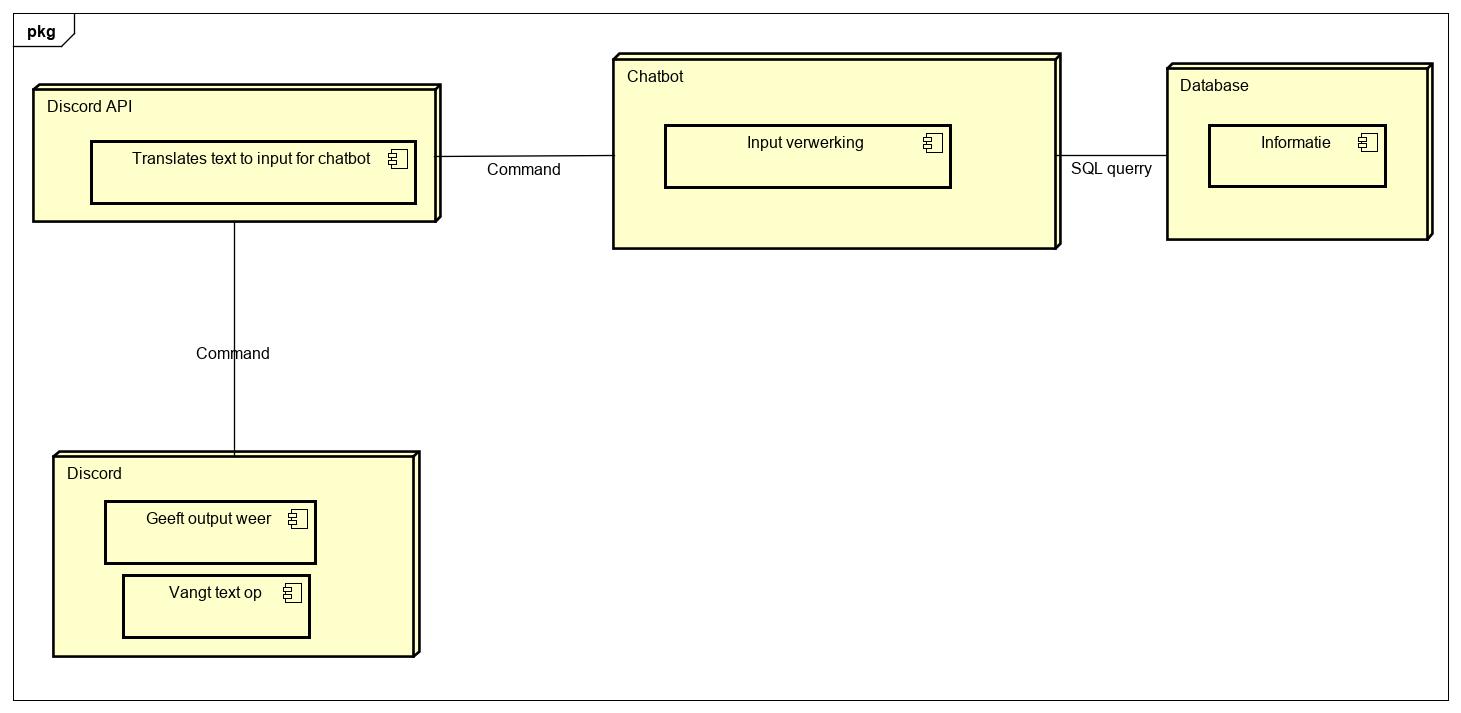 pkg
Discord API
Translates text to input for chatbot
Command
Chatbot
Input verwerking
SQL querry
Database
Informatie
Command
Discord
Geeft output weer
Vangt text op